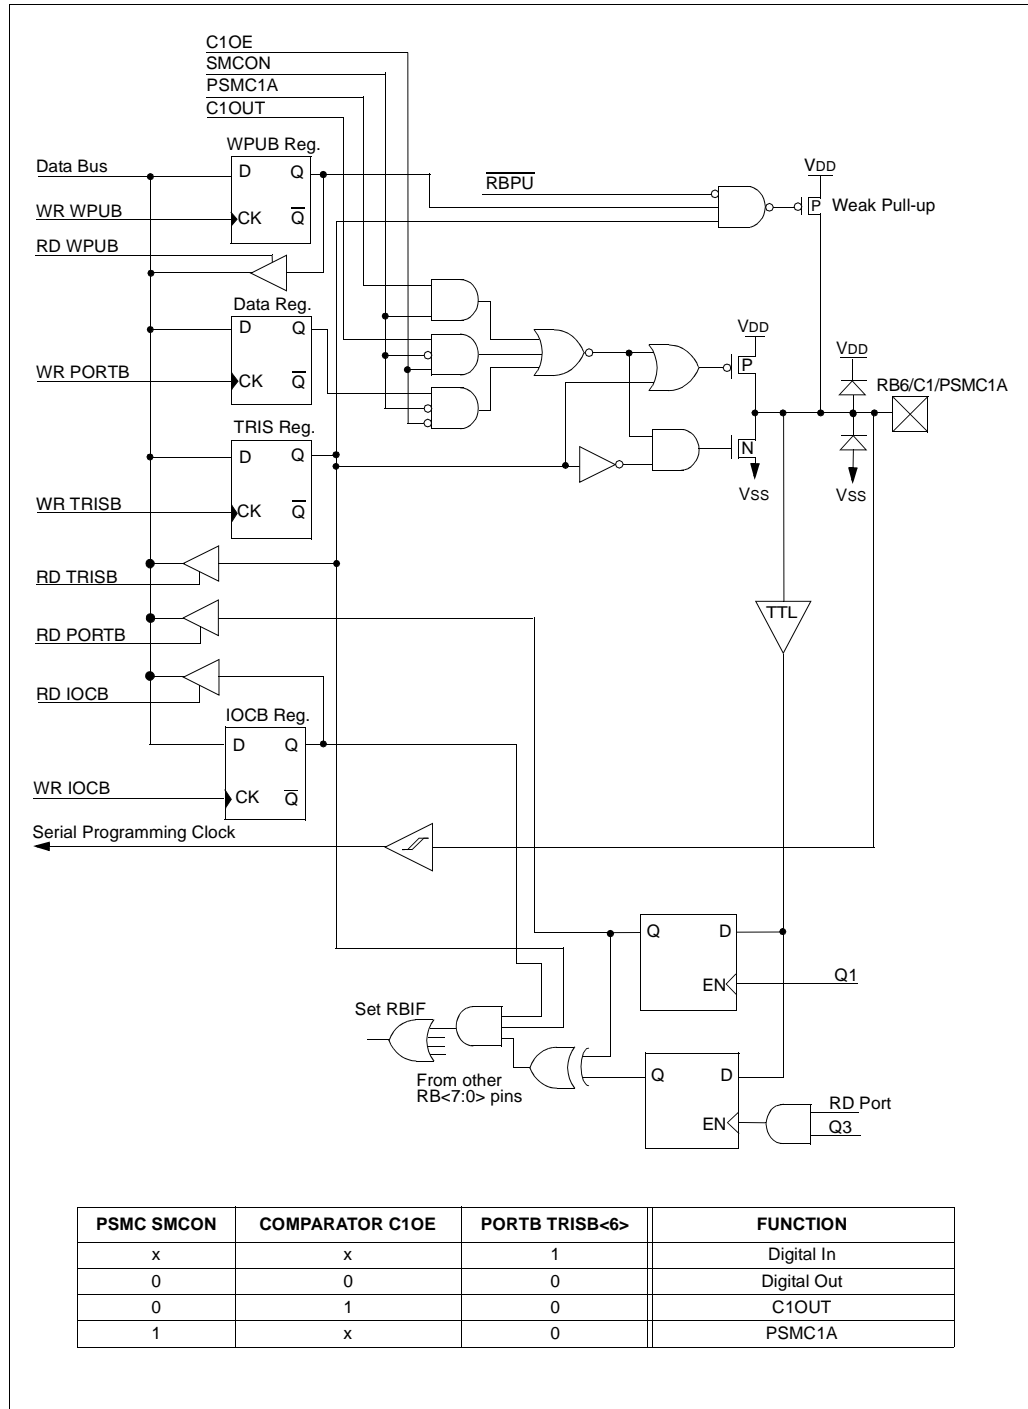 C1OE
SMCON
PSMC1A
C1OUT
WPUB Reg.
Data Bus
D Q
WR WPUB
CK Q
RD WPUB
RBPU
VDD
P Weak Pull-up
Data Reg.
D Q
WR PORTB
CK Q
TRIS Reg.
D Q
WR TRISB
CK Q
VDD
P
N
VSS
VDD
VSS
RB6/C1/PSMC1A
RD TRISB
RD PORTB
RD IOCB
TTL
IOCB Reg.
D Q
WR IOCB
CK Q
Serial Programming Clock
Q D
EN
Q1
Set RBIF
From other
RB<7:0> pins
Q D
EN
RD Port
Q3
PSMC SMCON COMPARATOR C1OE PORTB TRISB<6> FUNCTION
x x 1 Digital In
0 0 0 Digital Out
0 1 0 C1OUT
1 x 0 PSMC1A